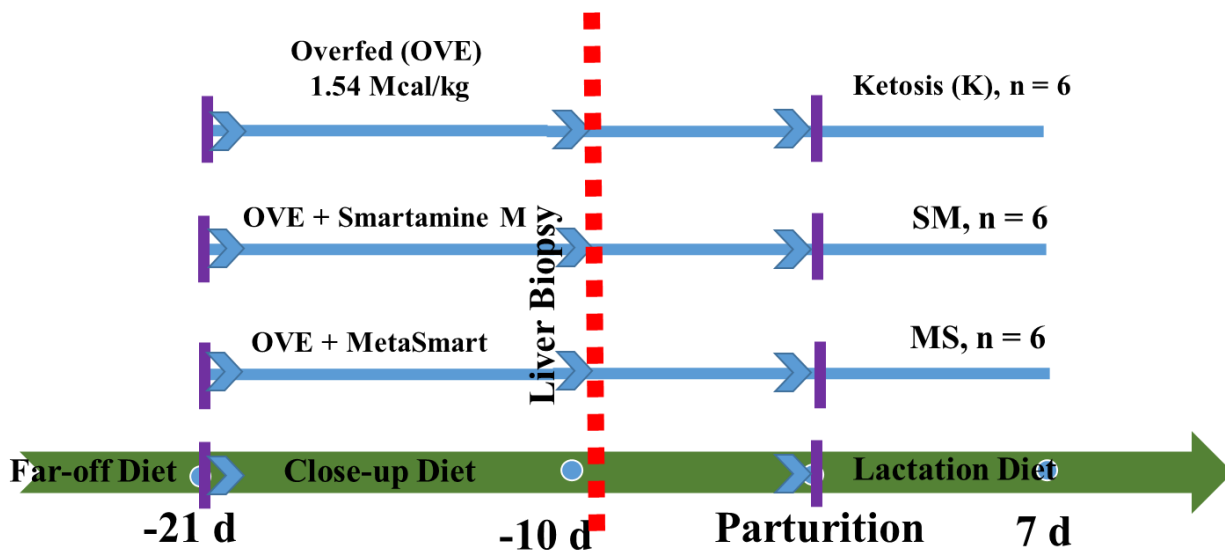 Overfed (OVE)
1.54 Mcal/kg
Ketosis (K), n = 6
OVE + Smartamine M
SM, n = 6
Liver Biopsy
OVE + MetaSmart
MS, n = 6
Far-off Diet
Close-up Diet
Lactation Diet
-21 d
-10 d
Parturition
7 d